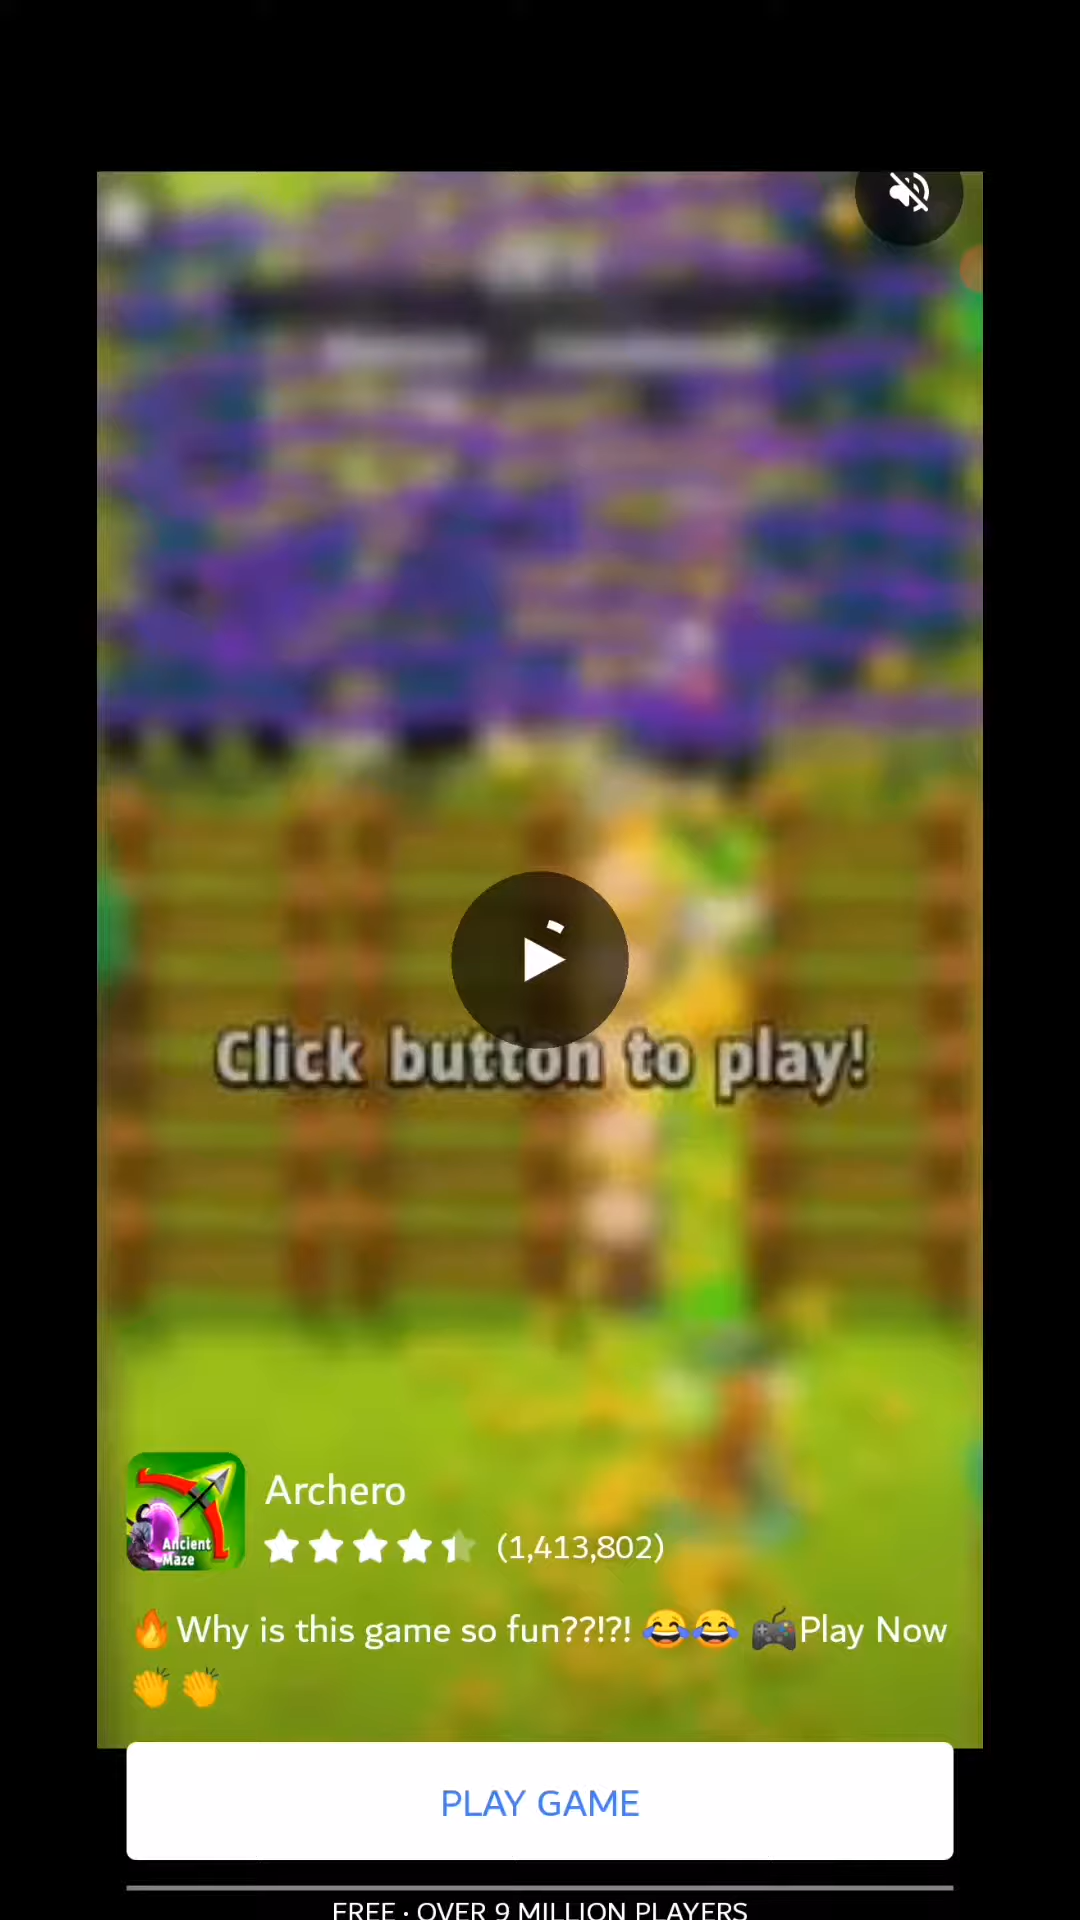 Click button to play!
Ancient
Maze
Archero
(1,413,802)
🔥Why is this game so fun??!?! 😂😂 🎮Play Now
👏 👏
PLAY GAME
FREE · OVER 9 MILLION PLAYERS